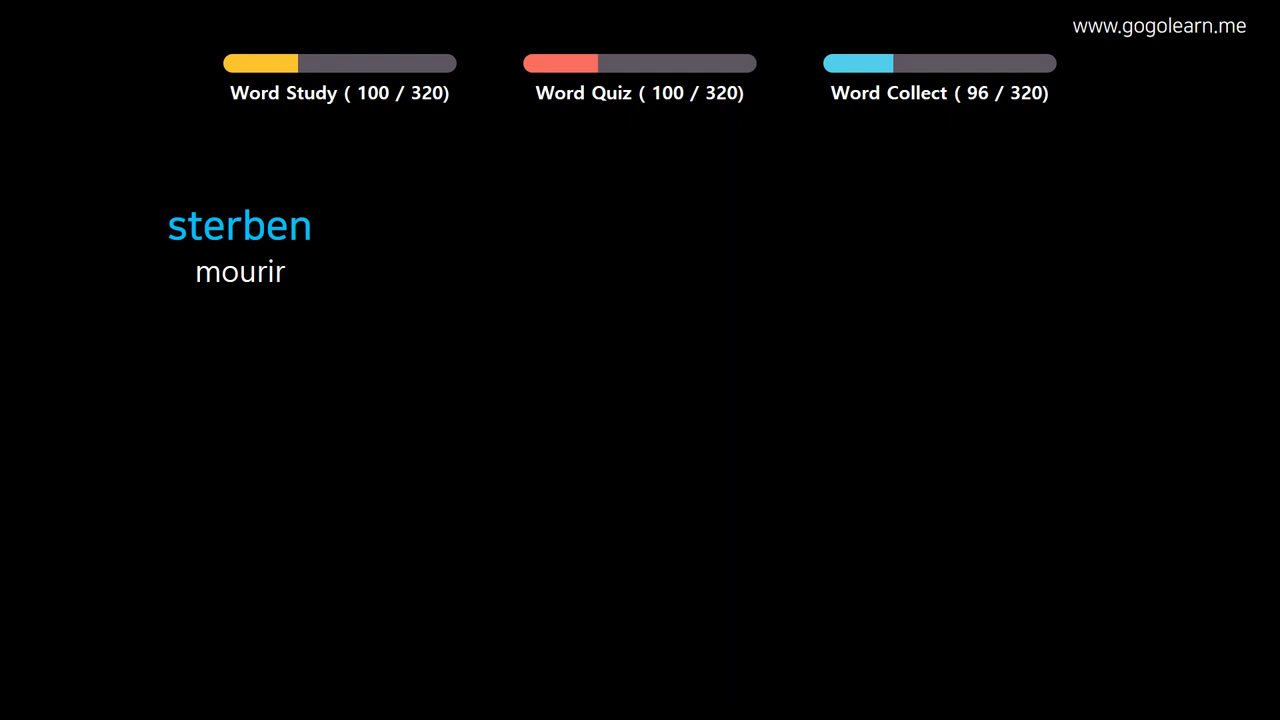 www.gogolearn.me
Word Study ( 100 / 320)
Word Quiz ( 100 / 320)
Word Collect ( 96 / 320)
sterben
mourir